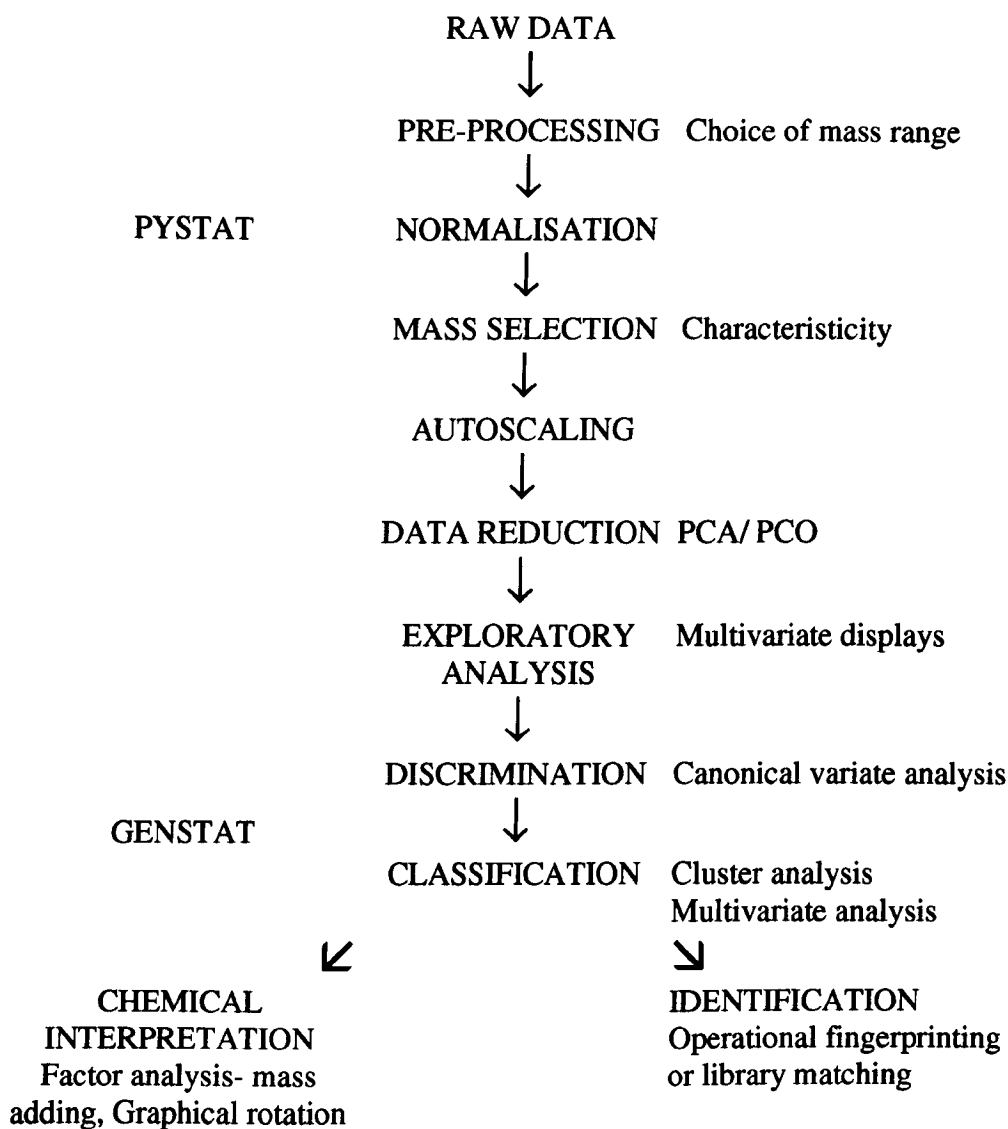 RAW DATA
PRE-PROCESSING Choice of mass range
PYSTAT NORMALISATION
MASS SELECTION Characteristicity
AUTOSCALING
DATA REDUCTION PCA/ PCO
EXPLORATORY Multivariate displays
ANALYSIS
DISCRIMINATION Canonical variate analysis
GENSTAT
CLASSIFICATION Cluster analysis
Multivariate analysis
CHEMICAL
INTERPRETATION
Factor analysis- mass
adding, Graphical rotation
IDENTIFICATION
Operational fingerprinting
or library matching